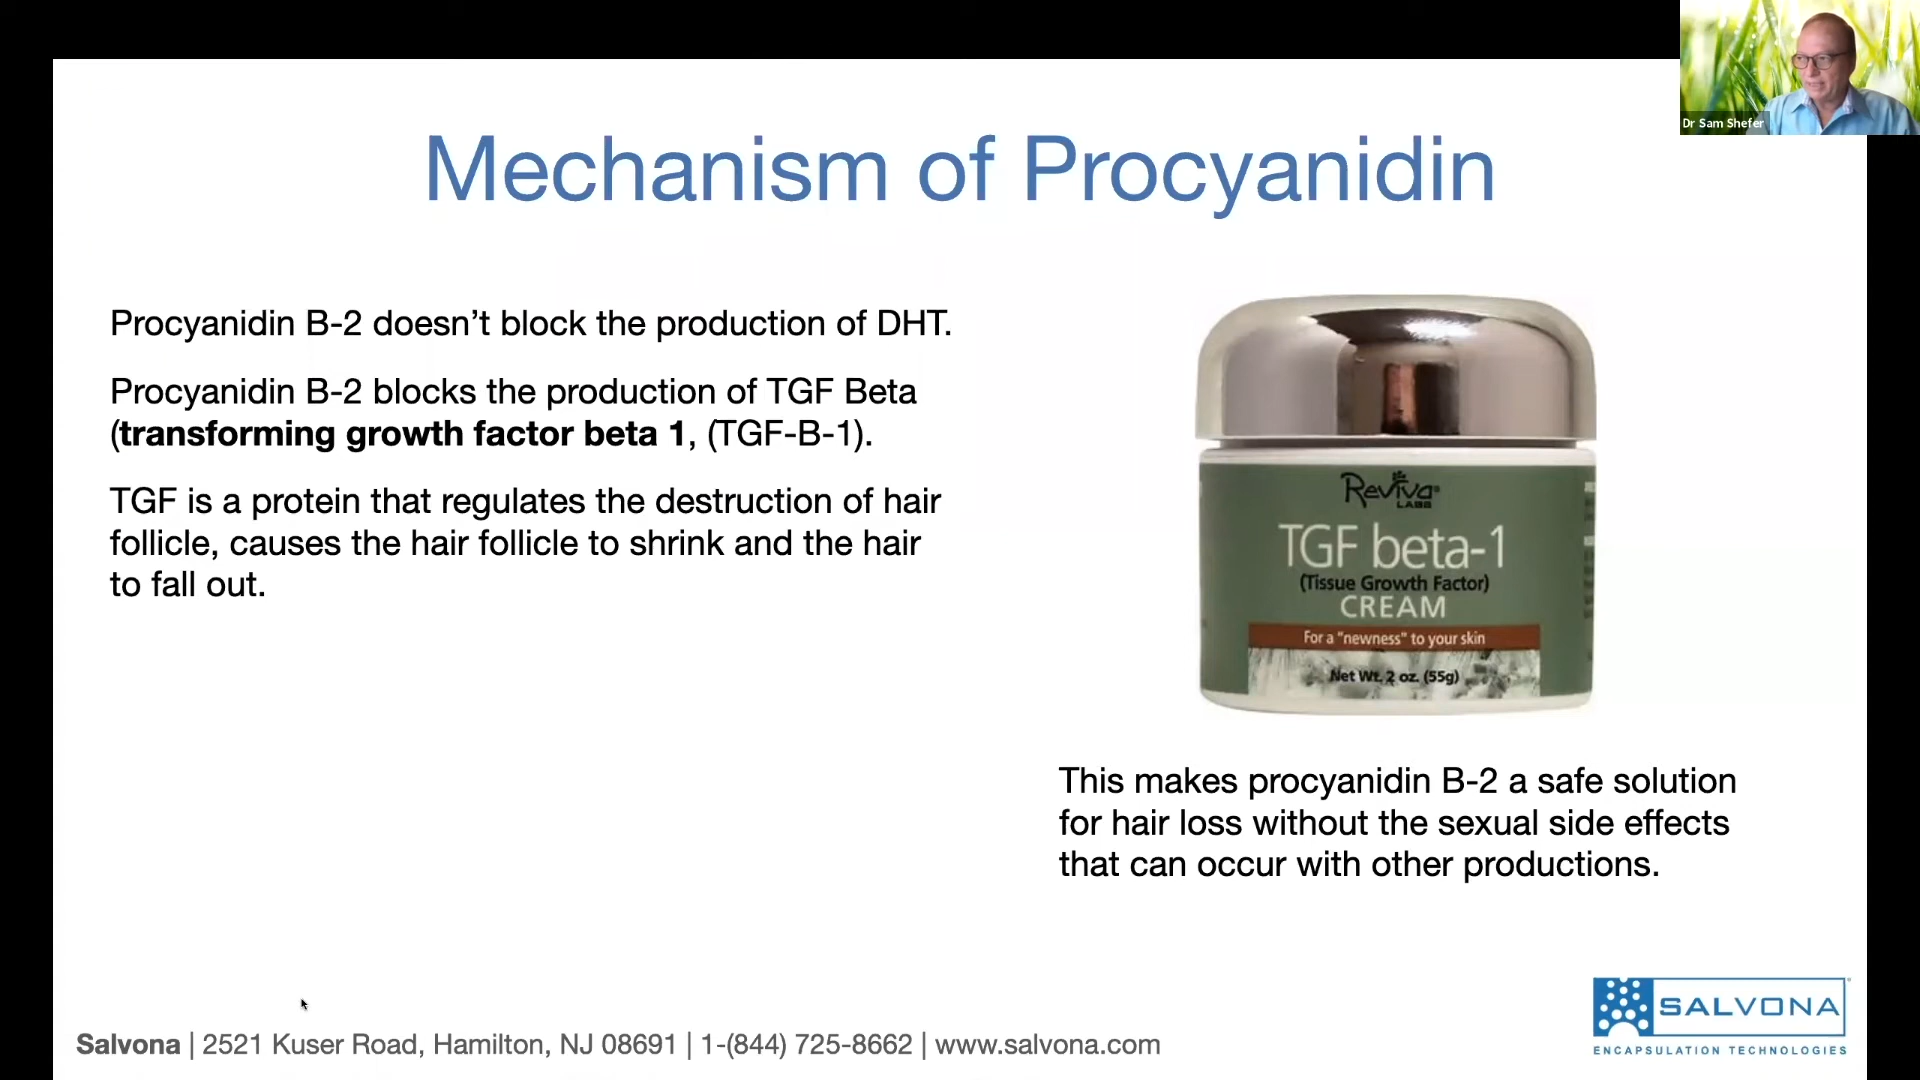 Dr Sam Shefer
Mechanism of Procyanidin
Procyanidin B-2 doesn’t block the production of DHT.
Procyanidin B-2 blocks the production of TGF Beta
(transforming growth factor beta 1, (TGF-B-1).
TGF is a protein that regulates the destruction of hair
follicle, causes the hair follicle to shrink and the hair
to fall out.
Reviva®
LABS
TGF beta-1
(Tissue Growth Factor)
CREAM
For a "newness" to your skin
Net Wt. 2 oz. (55g)
This makes procyanidin B-2 a safe solution
for hair loss without the sexual side effects
that can occur with other productions.
Salvona | 2521 Kuser Road, Hamilton, NJ 08691 | 1-(844) 725-8662 | www.salvona.com
SALVONA
ENCAPSULATION TECHNOLOGIES